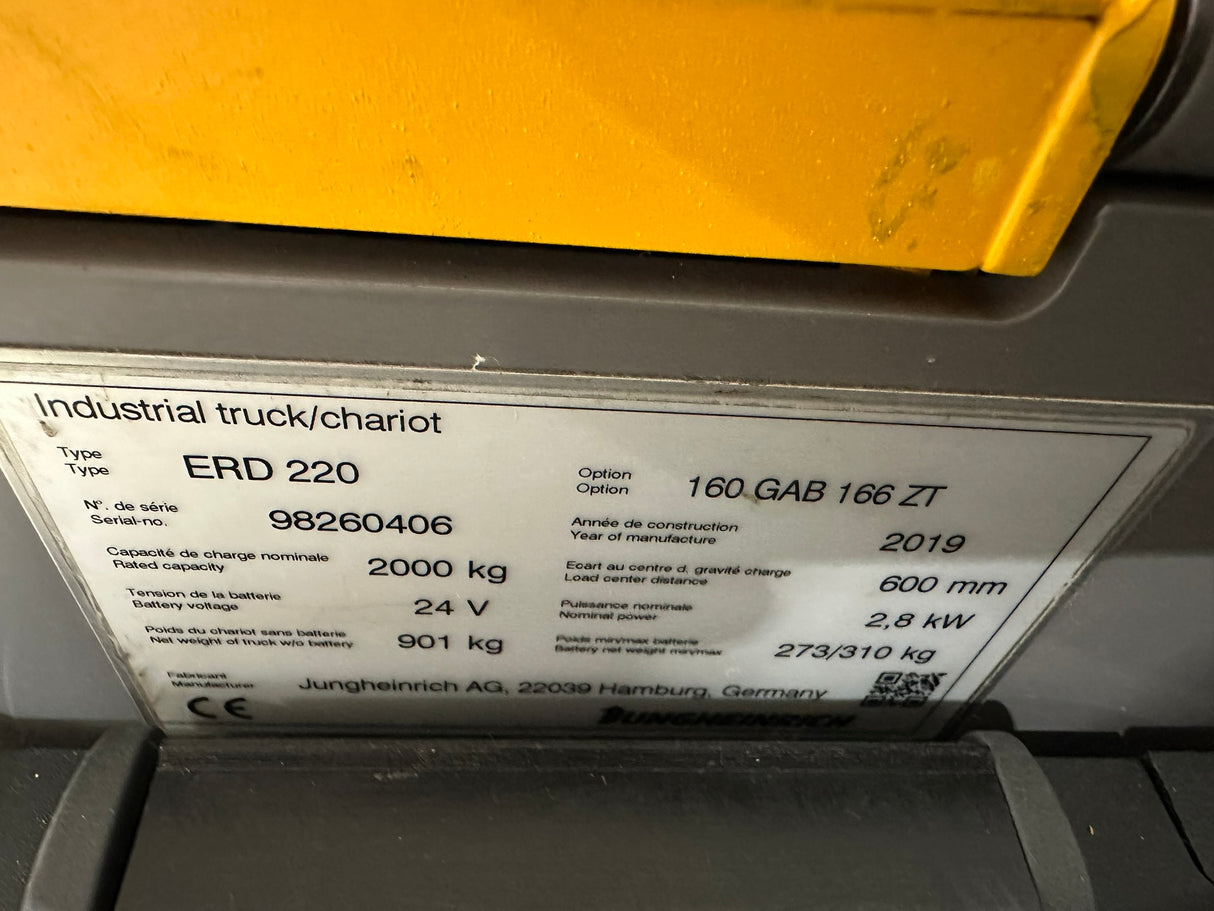 Industrial truck/chariot
Type
Type
ERD 220
Option
Option
160 GAB 166 ZT
N°. de série
Serial-no.
98260406
Année de construction
Year of manufacture
2019
Capacité de charge nominale
Rated capacity
2000 kg
Ecart au centre d. gravité charge
Load center distance
600 mm
Tension de la batterie
Battery voltage
24 V
Puissance nominale
Nominal power
2,8 kW
Poids du chariot sans batterie
Net weight of truck w/o battery
901 kg
Poids min/max batterie
Battery net weight min/max
273/310 kg
Fabricant
Manufacturer
Jungheinrich AG, 22039 Hamburg, Germany
CE
JUNGHEINRICH